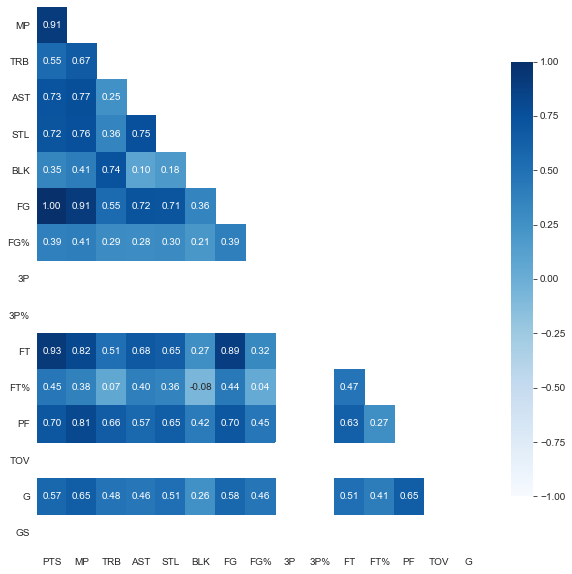 MP 0.91
TRB 0.55 0.67
AST 0.73 0.77 0.25
STL 0.72 0.76 0.36 0.75
BLK 0.35 0.41 0.74 0.10 0.18
FG 1.00 0.91 0.55 0.72 0.71 0.36
FG% 0.39 0.41 0.29 0.28 0.30 0.21 0.39
3P
3P%
FT 0.93 0.82 0.51 0.68 0.65 0.27 0.89 0.32
FT% 0.45 0.38 0.07 0.40 0.36 -0.08 0.44 0.04 0.47
PF 0.70 0.81 0.66 0.57 0.65 0.42 0.70 0.45 0.63 0.27
TOV
G 0.57 0.65 0.48 0.46 0.51 0.26 0.58 0.46 0.51 0.41 0.65
GS
PTS MP TRB AST STL BLK FG FG% 3P 3P% FT FT% PF TOV G
1.00
0.75
0.50
0.25
0.00
−0.25
−0.50
−0.75
−1.00